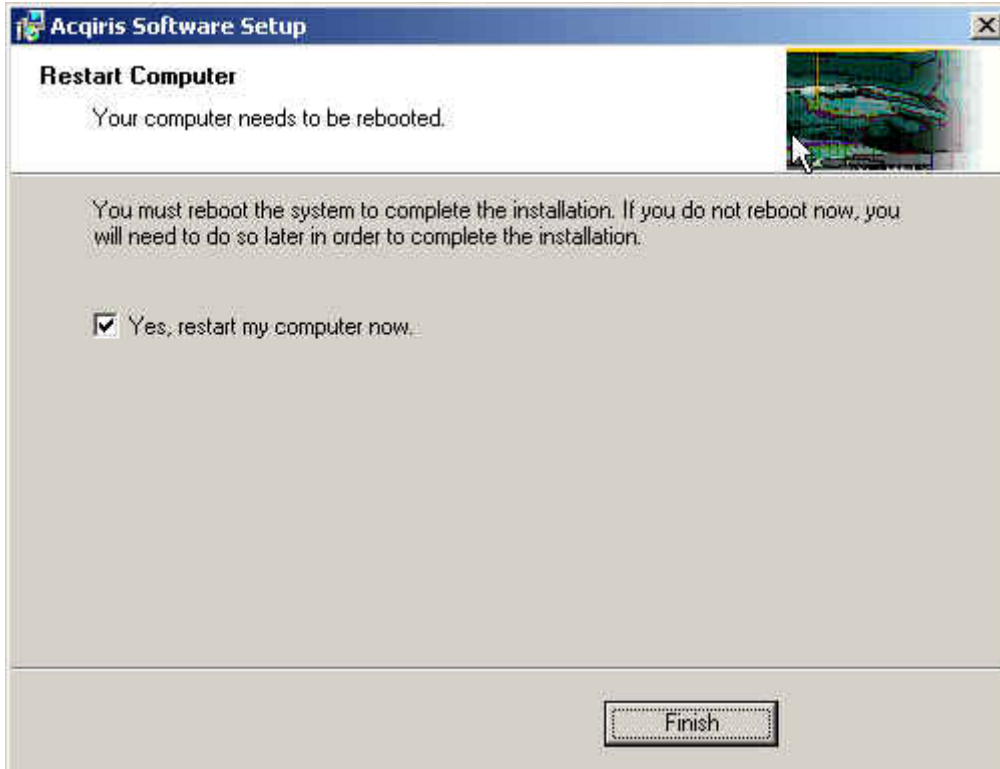 Acqiris Software Setup
Restart Computer
Your computer needs to be rebooted.
You must reboot the system to complete the installation. If you do not reboot now, you
will need to do so later in order to complete the installation.
Yes, restart my computer now.
Finish